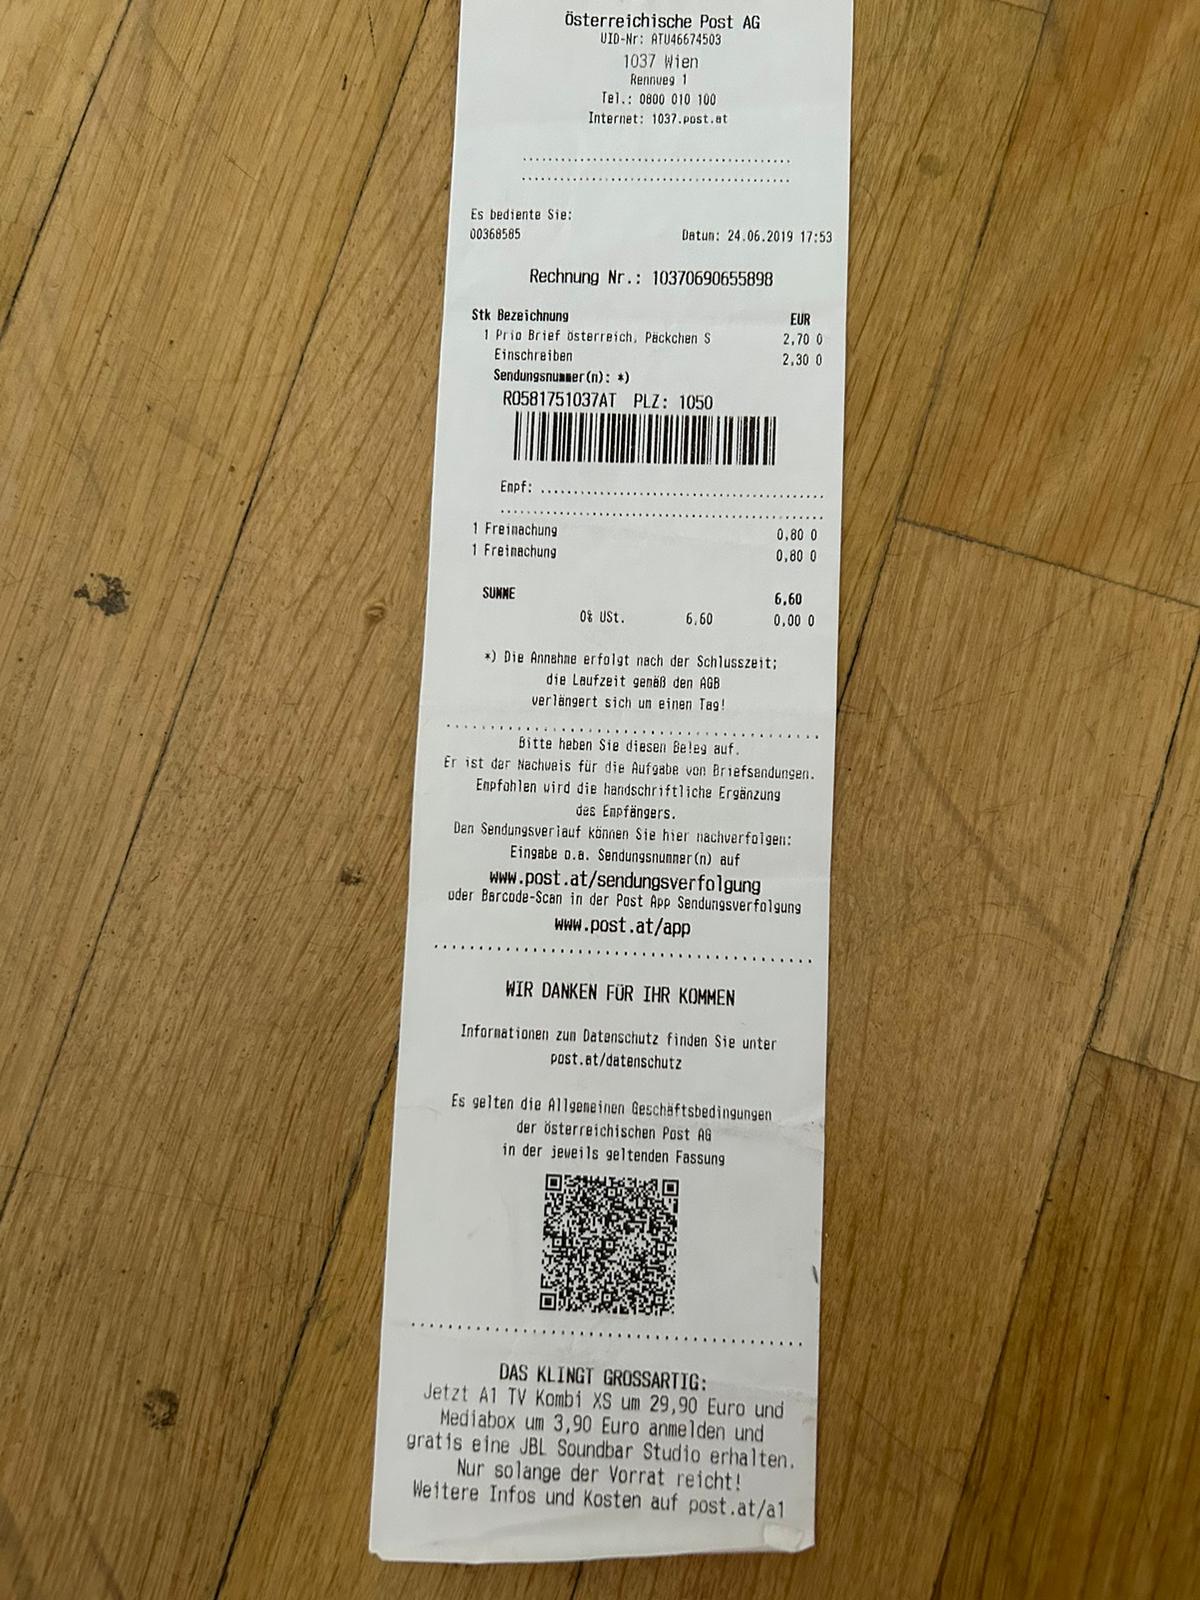 Österreichische Post AG
UID-Nr: ATU46674503
1037 Wien
Rennweg 1
Tel.: 0800 010 100
Internet: 1037.post.at
Es bediente Sie:
00368585 Datum: 24.06.2019 17:53
Rechnung Nr.: 10370690655898
Stk Bezeichnung EUR
1 Prio Brief Österreich, Päckchen S 2,70 0
Einschreiben 2,30 0
Sendungsnummer(n): *)
RO581751037AT PLZ: 1050
Empf: ............................................
1 Freimachung 0,80 0
1 Freimachung 0,80 0
SUMME 6,60
0% USt. 6,60 0,00 0
*) Die Annahme erfolgt nach der Schlusszeit;
die Laufzeit gemäß den AGB
verlängert sich um einen Tag!
Bitte heben Sie diesen Beleg auf.
Er ist der Nachweis für die Aufgabe von Briefsendungen.
Empfohlen wird die handschriftliche Ergänzung
des Empfängers.
Den Sendungsverlauf können Sie hier nachverfolgen:
Eingabe o.a. Sendungsnummer(n) auf
www.post.at/sendungsverfolgung
oder Barcode-Scan in der Post App Sendungsverfolgung
www.post.at/app
WIR DANKEN FÜR IHR KOMMEN
Informationen zum Datenschutz finden Sie unter
post.at/datenschutz
Es gelten die Allgemeinen Geschäftsbedingungen
der Österreichischen Post AG
in der jeweils geltenden Fassung
DAS KLINGT GROSSARTIG:
Jetzt A1 TV Kombi XS um 29,90 Euro und
Mediabox um 3,90 Euro anmelden und
gratis eine JBL Soundbar Studio erhalten.
Nur solange der Vorrat reicht!
Weitere Infos und Kosten auf post.at/a1